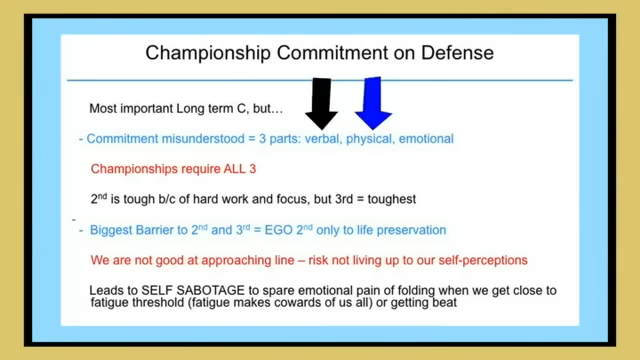 Championship Commitment on Defense
Most important Long term C, but…
- Commitment misunderstood = 3 parts: verbal, physical, emotional
Championships require ALL 3
2nd is tough b/c of hard work and focus, but 3rd = toughest
-
- Biggest Barrier to 2nd and 3rd = EGO 2nd only to life preservation
We are not good at approaching line – risk not living up to our self-perceptions
Leads to SELF SABOTAGE to spare emotional pain of folding when we get close to
fatigue threshold (fatigue makes cowards of us all) or getting beat